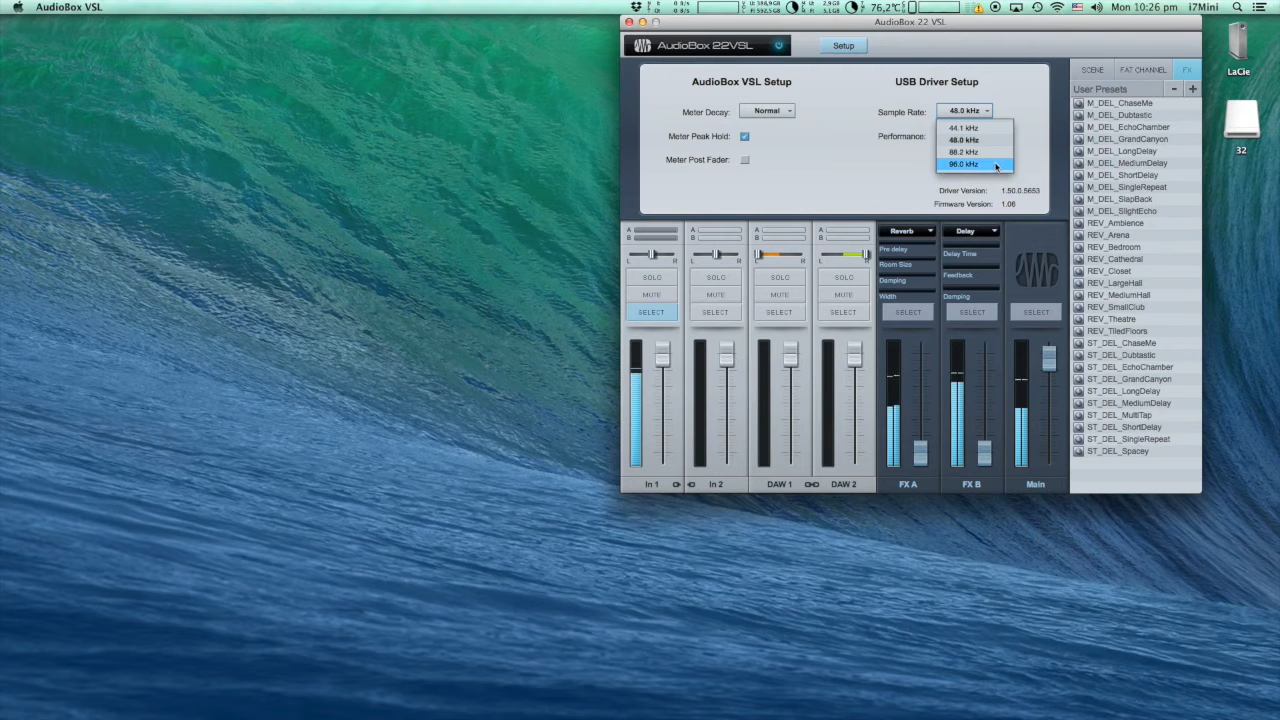 AudioBox VSL
76,2°C
Mon 10:26 pm
i7Mini
AudioBox 22 VSL
AudioBox 22VSL
Setup
AudioBox VSL Setup
Meter Decay:
Normal
Meter Peak Hold:
Meter Post Fader:
USB Driver Setup
Sample Rate:
48.0 kHz
44.1 kHz
48.0 kHz
88.2 kHz
96.0 kHz
Performance:
Driver Version: 1.50.0.5653
Firmware Version: 1.06
SCENE FAT CHANNEL FX
User Presets
M_DEL_ChaseMe
M_DEL_Dubtastic
M_DEL_EchoChamber
M_DEL_GrandCanyon
M_DEL_LongDelay
M_DEL_MediumDelay
M_DEL_ShortDelay
M_DEL_SingleRepeat
M_DEL_SlapBack
M_DEL_SlightEcho
REV_Ambience
REV_Arena
REV_Bedroom
REV_Cathedral
REV_Closet
REV_LargeHall
REV_MediumHall
REV_SmallClub
REV_Theatre
REV_TiledFloors
ST_DEL_ChaseMe
ST_DEL_Dubtastic
ST_DEL_EchoChamber
ST_DEL_GrandCanyon
ST_DEL_LongDelay
ST_DEL_MediumDelay
ST_DEL_MultiTap
ST_DEL_ShortDelay
ST_DEL_SingleRepeat
ST_DEL_Spacey
A
B
L R L R L R L R
SOLO SOLO SOLO SOLO
MUTE MUTE MUTE MUTE
SELECT SELECT SELECT SELECT SELECT SELECT SELECT
Reverb
Pre delay
Room Size
Damping
Width
Delay
Delay Time
Feedback
Damping
In 1 In 2 DAW 1 DAW 2 FX A FX B Main
LaCie
32